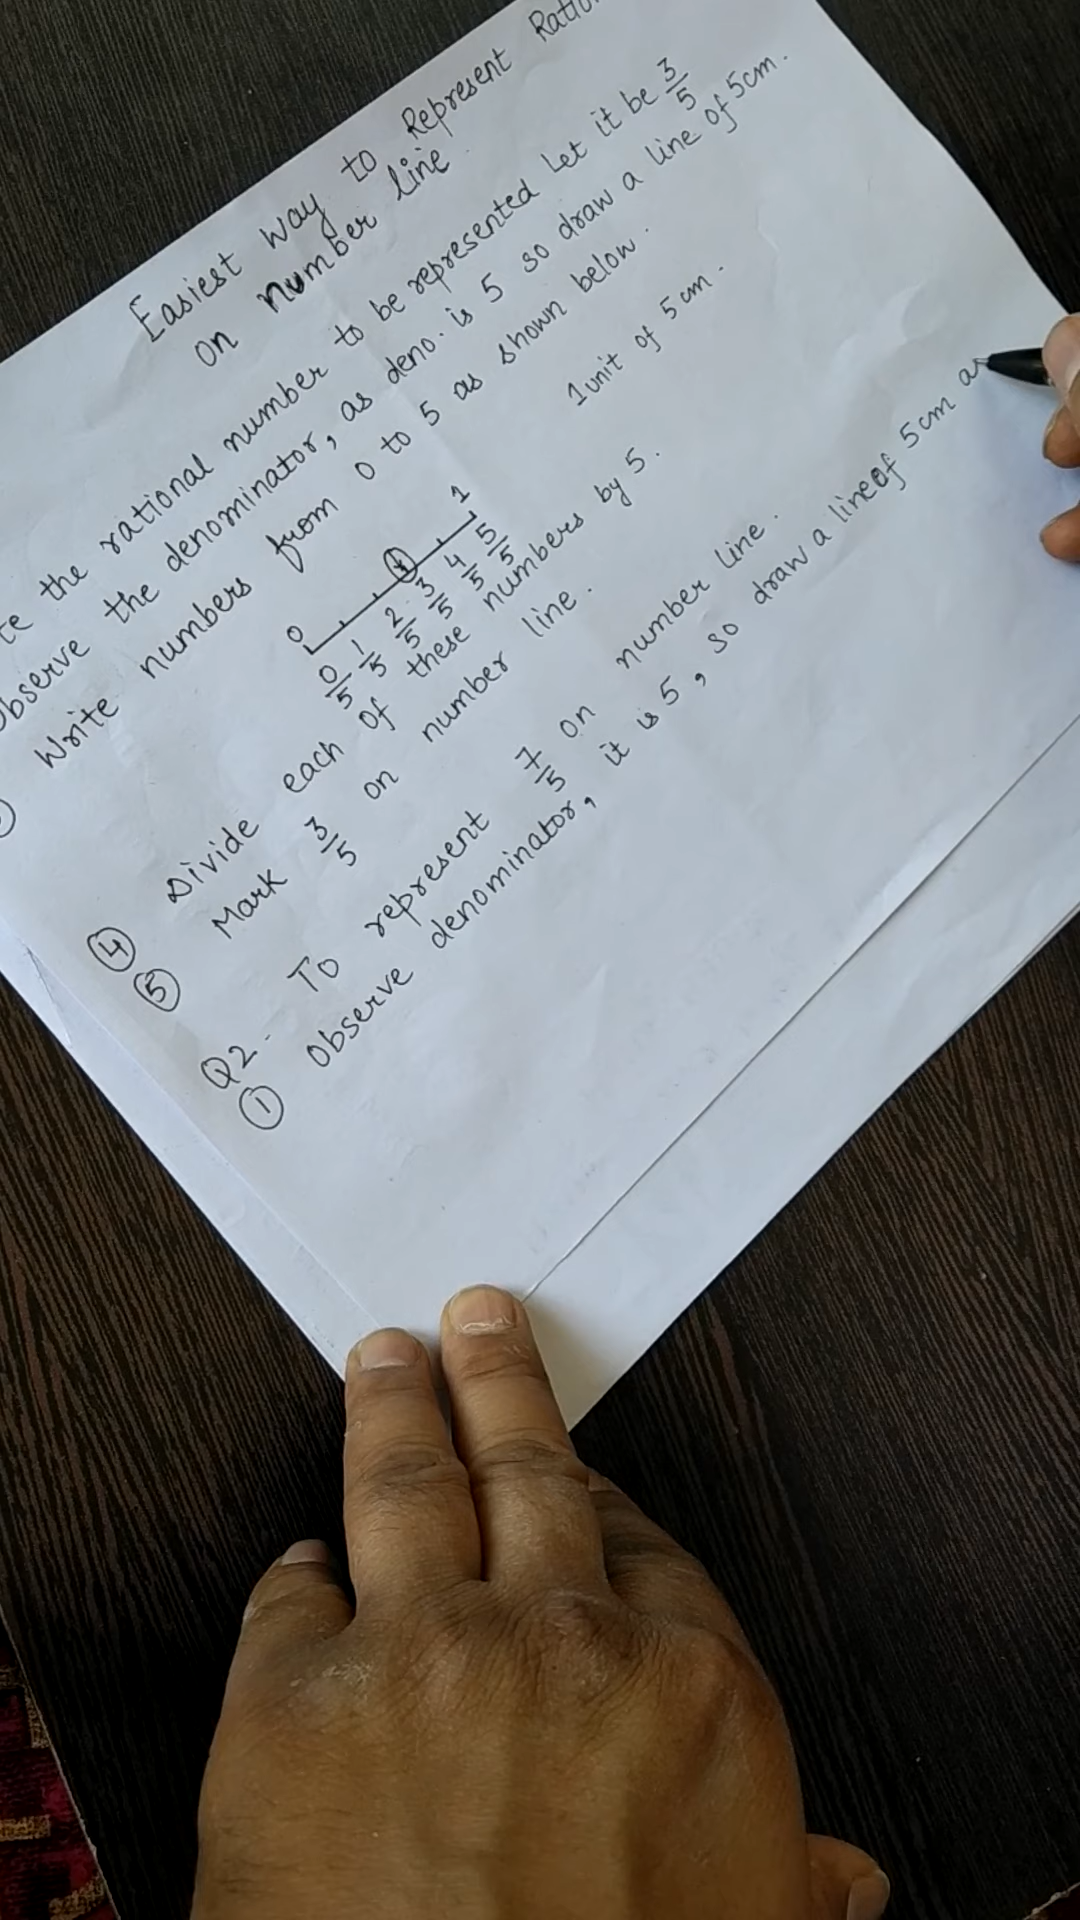 Easiest way to Represent
on number line
the rational number to be represented Let it be 3/5
Observe the denominator, as deno. is 5 so draw a line of 5cm.
Write numbers from 0 to 5 as shown below.
1 unit of 5 cm.
0 1
0/5 1/5 2/5 3/5 4/5 5/5
④ Divide each of these numbers by 5.
⑤ Mark 3/5 on number line.
Q2- To represent 7/5 on number line.
① Observe denominator, it is 5, so draw a line of 5cm